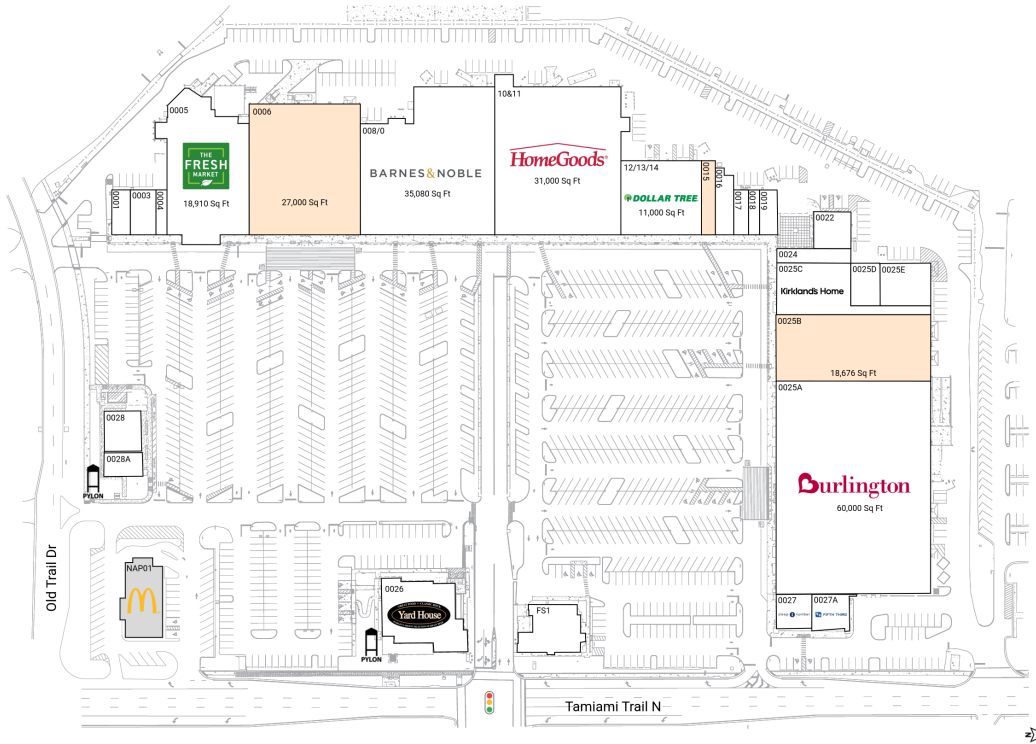 0005
THE
FRESH
MARKET
18,910 Sq Ft
0006
27,000 Sq Ft
008/0
BARNES&NOBLE
35,080 Sq Ft
10&11
HomeGoods
31,000 Sq Ft
12/13/14
DOLLAR TREE
11,000 Sq Ft
0015
0016
0017
0018
0019
0001
0003
0004
0022
0024
0025C
Kirkland's Home
0025D
0025E
0025B
18,676 Sq Ft
0025A
Burlington
60,000 Sq Ft
0027
0027A
FIFTH THIRD
0028
0028A
PYLON
NAP01
0026
Yard House
PYLON
FS1
Old Trail Dr
Tamiami Trail N
N